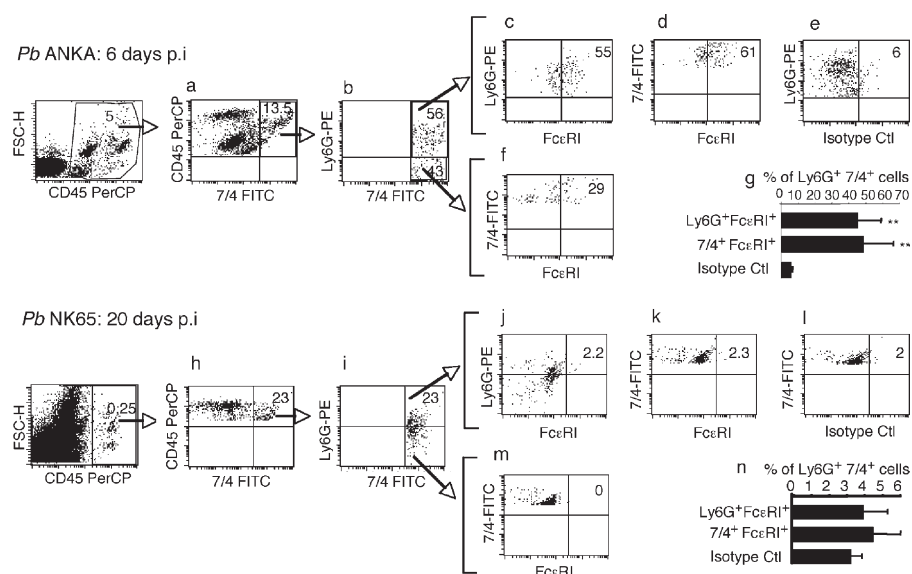 Pb ANKA: 6 days p.i
c
d
e
55
61
6
Ly6G-PE
7/4-FITC
Ly6G-PE
FcεRI
FcεRI
Isotype Ctl
a
b
5
13.5
56
43
FSC-H
CD45 PerCP
CD45 PerCP
7/4 FITC
Ly6G-PE
7/4 FITC
f
29
7/4-FITC
FcεRI
g
% of Ly6G+ 7/4+ cells
0 10 20 30 40 50 60 70
Ly6G+FcεRI+
**
7/4+ FcεRI+
**
Isotype Ctl
Pb NK65: 20 days p.i
j
k
l
2.2
2.3
2
Ly6G-PE
7/4-FITC
7/4-FITC
FcεRI
FcεRI
Isotype Ctl
h
i
0.25
23
23
FSC-H
CD45 PerCP
CD45 PerCP
7/4 FITC
Ly6G-PE
7/4 FITC
m
0
7/4-FITC
FcεRI
n
% of Ly6G+ 7/4+ cells
0 1 2 3 4 5 6
Ly6G+FcεRI+
7/4+ FcεRI+
Isotype Ctl